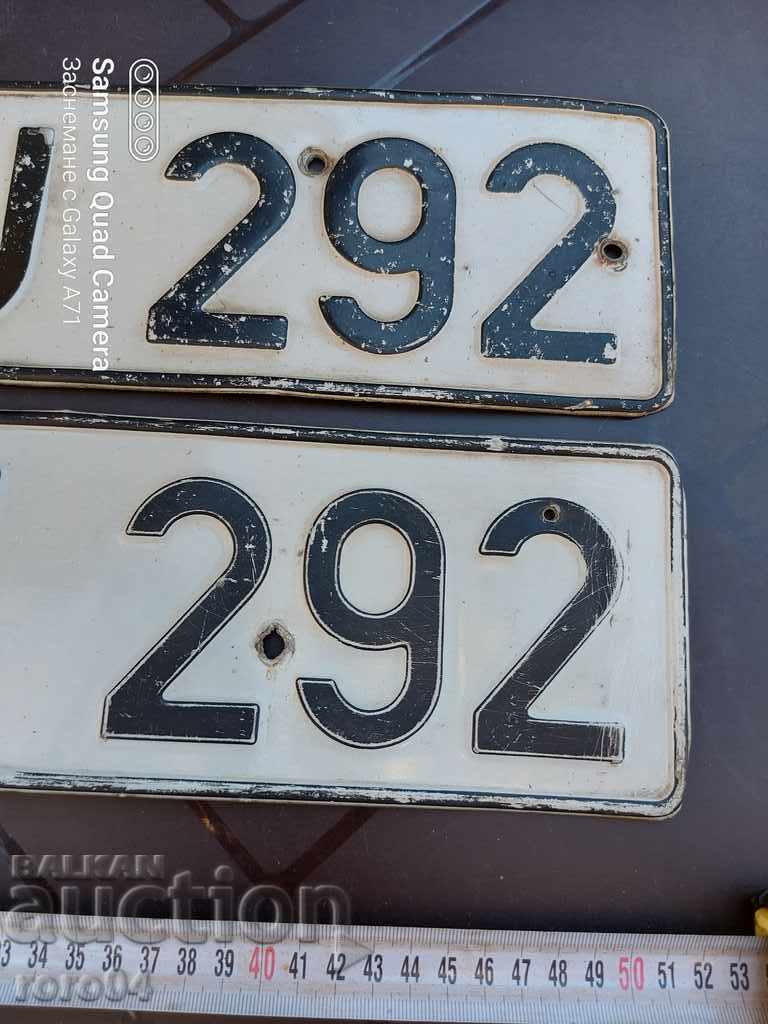 Samsung Quad Camera
Заснемане с Galaxy A71
U 292
292
BALKAN
auction
34 35 36 37 38 39 40 41 42 43 44 45 46 47 48 49 50 51 52 53
roro04